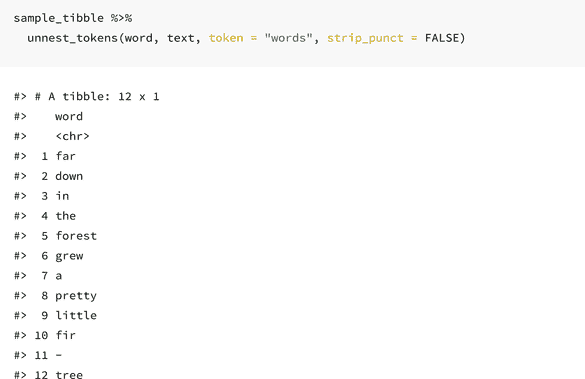 sample_tibble %>%
  unnest_tokens(word, text, token = "words", strip_punct = FALSE)
#> # A tibble: 12 x 1
#>    word
#>    <chr>
#>  1 far
#>  2 down
#>  3 in
#>  4 the
#>  5 forest
#>  6 grew
#>  7 a
#>  8 pretty
#>  9 little
#> 10 fir
#> 11 -
#> 12 tree